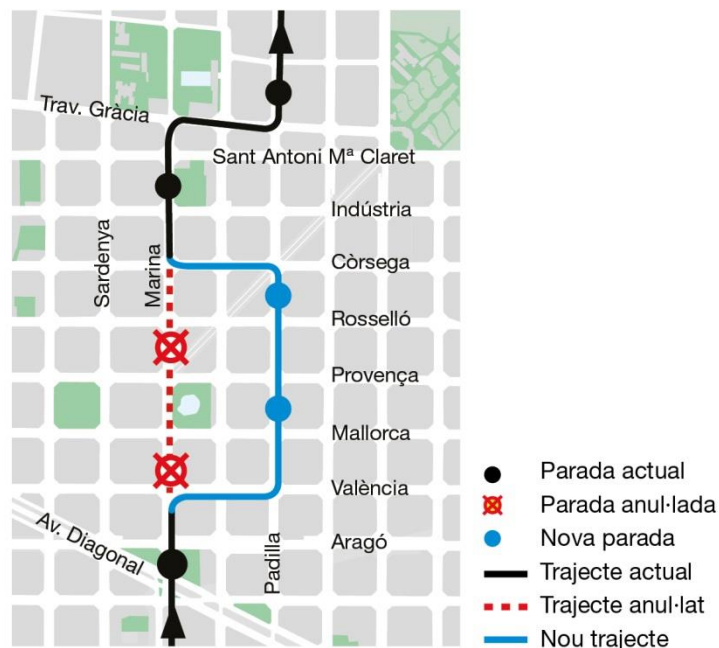 Trav. Gràcia
Sant Antoni Mª Claret
Indústria
Sardenya
Marina
Còrsega
Rosselló
Provença
Mallorca
València
Av. Diagonal
Padilla
Aragó
Parada actual
Parada anul·lada
Nova parada
Trajecte actual
Trajecte anul·lat
Nou trajecte